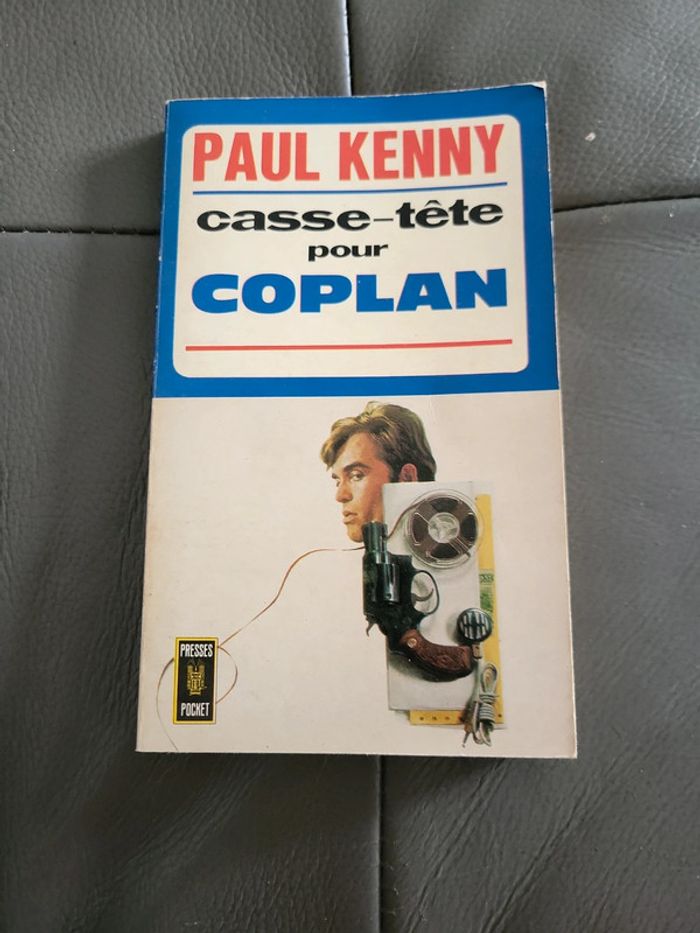 PAUL KENNY
casse-tête
pour
COPLAN
PRESSES
POCKET